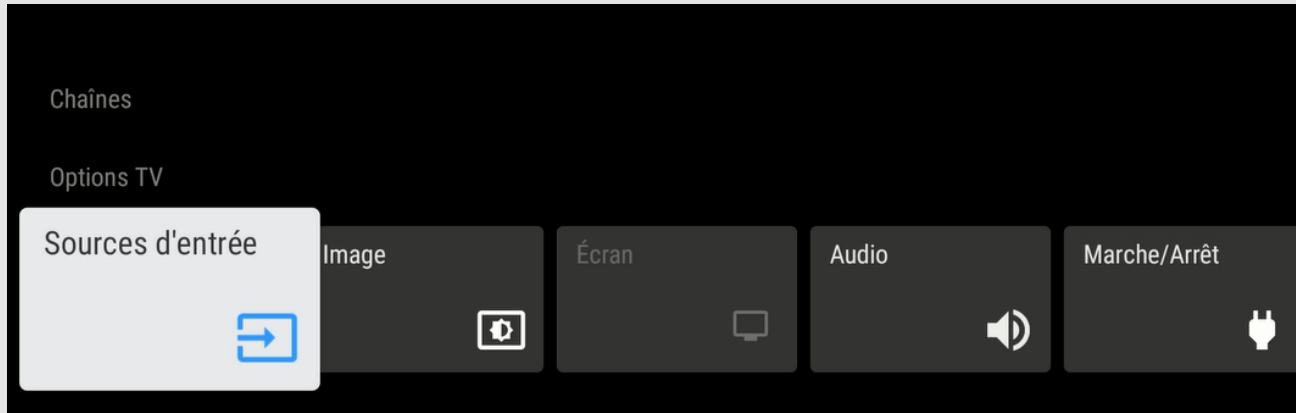 Chaînes
Options TV
Sources d'entrée
Image
Écran
Audio
Marche/Arrêt